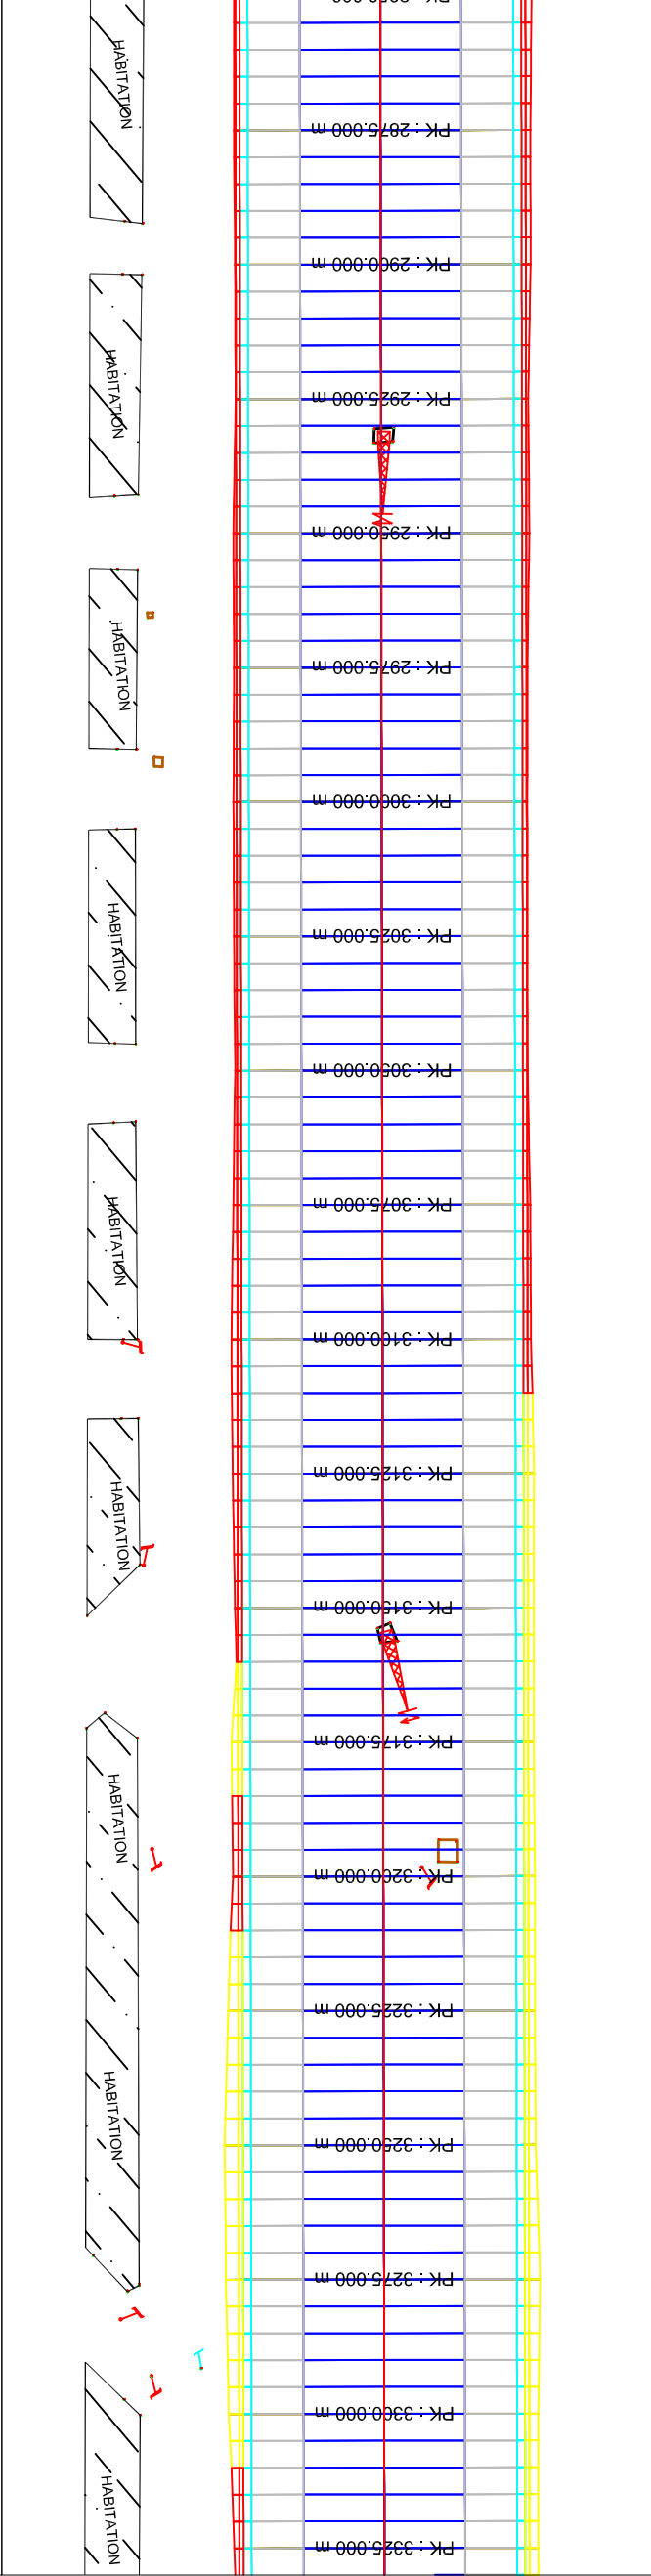 HABITATION
PK : 2875.000 m
PK : 2900.000 m
HABITATION
PK : 2925.000 m
PK : 2950.000 m
HABITATION
PK : 2975.000 m
PK : 3000.000 m
HABITATION
PK : 3025.000 m
PK : 3050.000 m
HABITATION
PK : 3075.000 m
PK : 3100.000 m
PK : 3125.000 m
HABITATION
PK : 3150.000 m
PK : 3175.000 m
HABITATION
PK : 3200.000 m
PK : 3225.000 m
HABITATION
PK : 3250.000 m
PK : 3275.000 m
PK : 3300.000 m
HABITATION
PK : 3325.000 m